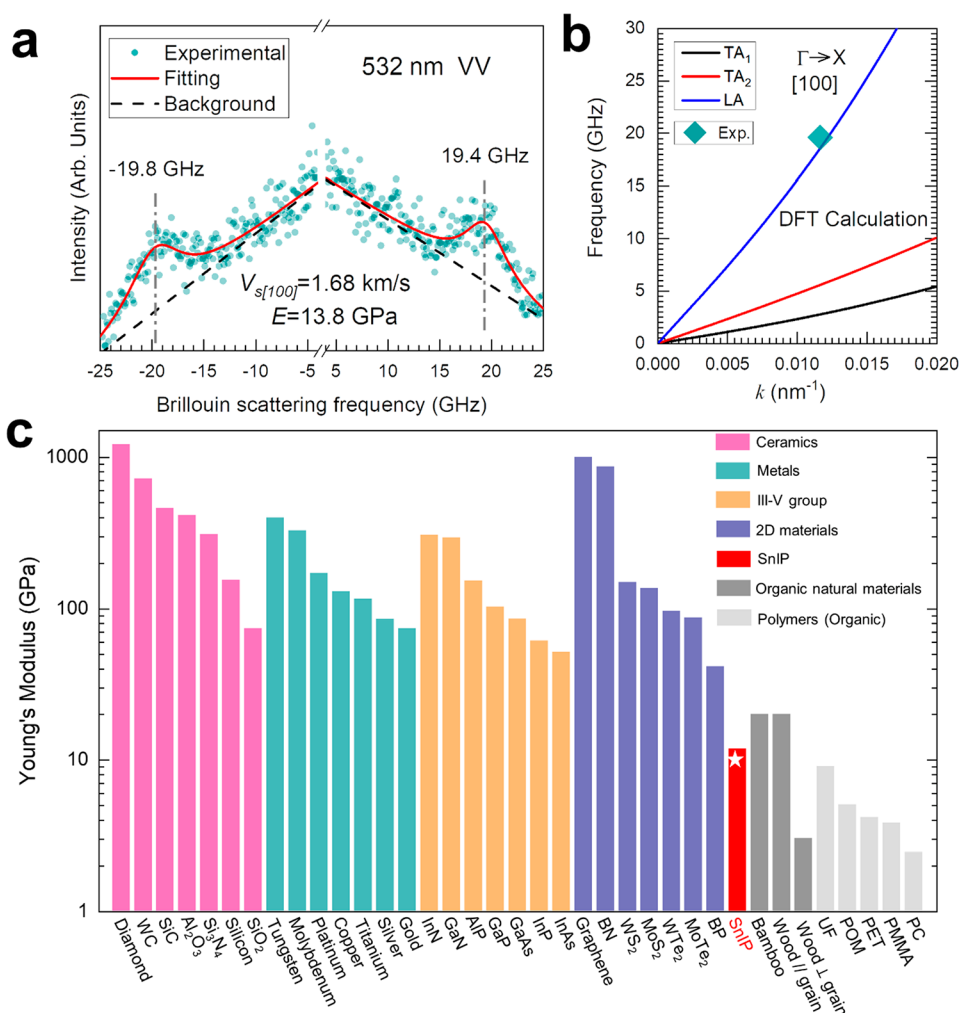 a
Experimental
Fitting
Background
532 nm VV
-19.8 GHz
19.4 GHz
V_s[100]=1.68 km/s
E=13.8 GPa
Intensity (Arb. Units)
-25 -20 -15 -10 -5 5 10 15 20 25
Brillouin scattering frequency (GHz)
b
TA₁
TA₂
LA
Exp.
Γ→X
[100]
DFT Calculation
Frequency (GHz)
30
25
20
15
10
5
0
0.000 0.005 0.010 0.015 0.020
k (nm⁻¹)
c
Ceramics
Metals
III-V group
2D materials
SnIP
Organic natural materials
Polymers (Organic)
Young's Modulus (GPa)
1000
100
10
1
Diamond
WC
SiC
Al₂O₃
Si₃N₄
Silicon
SiO₂
Tungsten
Molybdenum
Platinum
Copper
Titanium
Silver
Gold
InN
GaN
AlP
GaP
GaAs
InP
InAs
Graphene
BN
WS₂
MoS₂
WTe₂
MoTe₂
BP
SnIP
Bamboo
Wood // grain
Wood ⊥ grain
UF
POM
PET
PMMA
PC